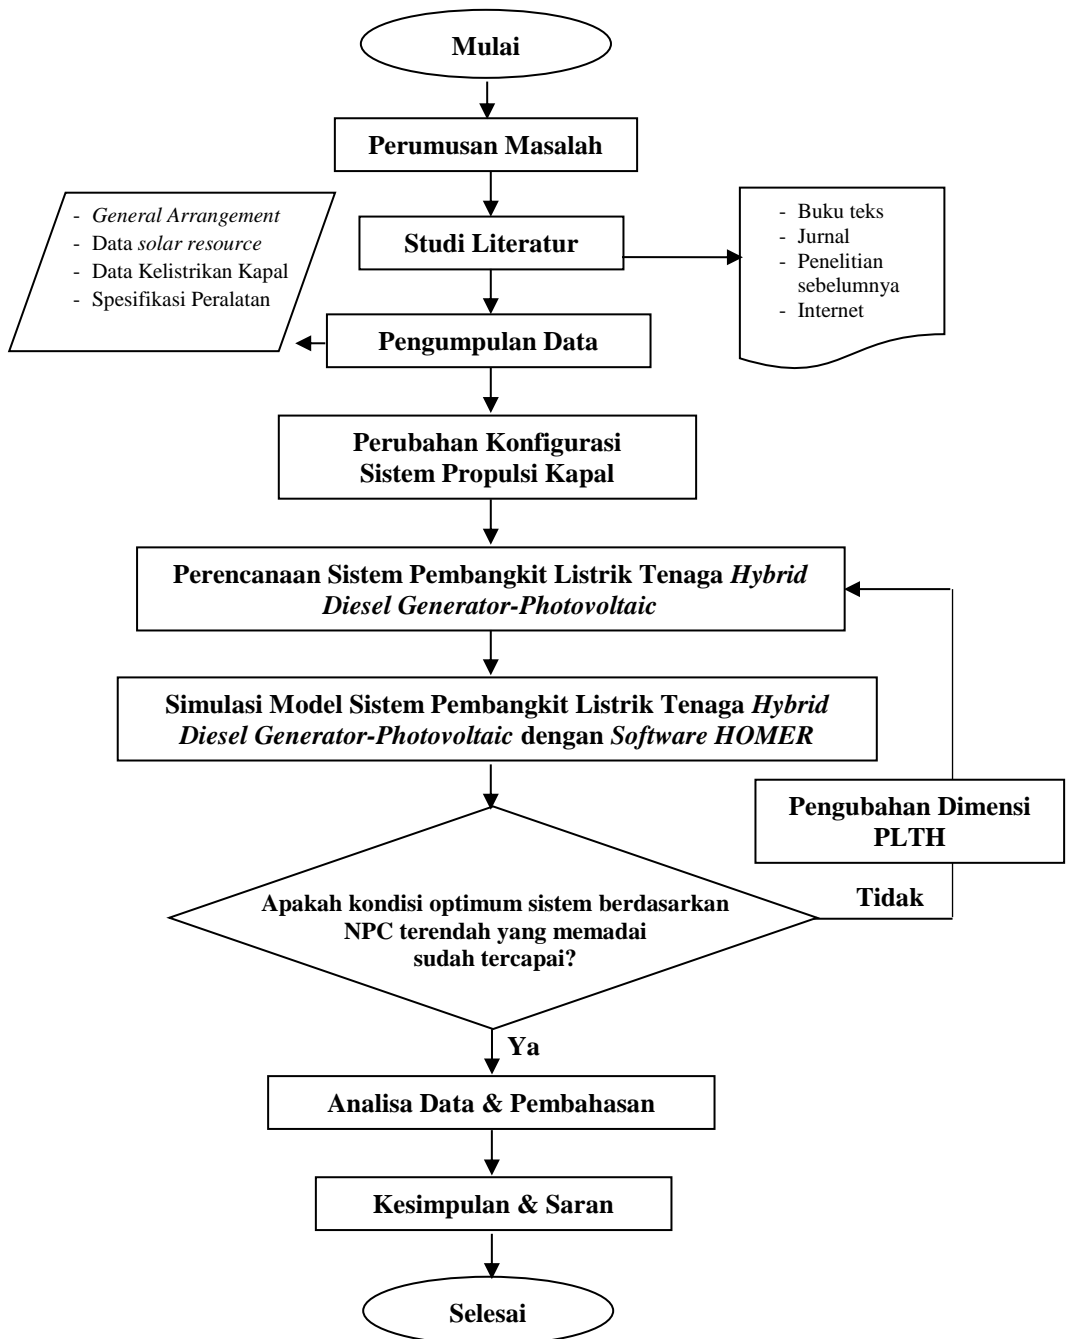 Mulai
Perumusan Masalah
- General Arrangement
- Data solar resource
- Data Kelistrikan Kapal
- Spesifikasi Peralatan
Studi Literatur
- Buku teks
- Jurnal
- Penelitian
sebelumnya
- Internet
Pengumpulan Data
Perubahan Konfigurasi
Sistem Propulsi Kapal
Perencanaan Sistem Pembangkit Listrik Tenaga Hybrid
Diesel Generator-Photovoltaic
Simulasi Model Sistem Pembangkit Listrik Tenaga Hybrid
Diesel Generator-Photovoltaic dengan Software HOMER
Pengubahan Dimensi
PLTH
Tidak
Apakah kondisi optimum sistem berdasarkan
NPC terendah yang memadai
sudah tercapai?
Ya
Analisa Data & Pembahasan
Kesimpulan & Saran
Selesai